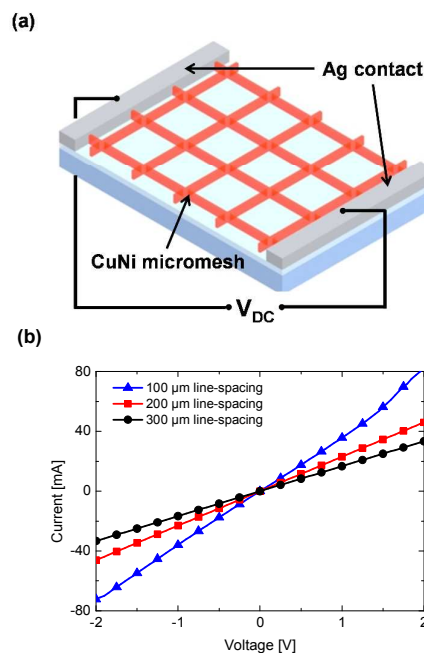 (a)
Ag contact
CuNi micromesh
VDC
(b)
80
40
0
-40
-80
Current [mA]
100 µm line-spacing
200 µm line-spacing
300 µm line-spacing
-2 -1 0 1 2
Voltage [V]